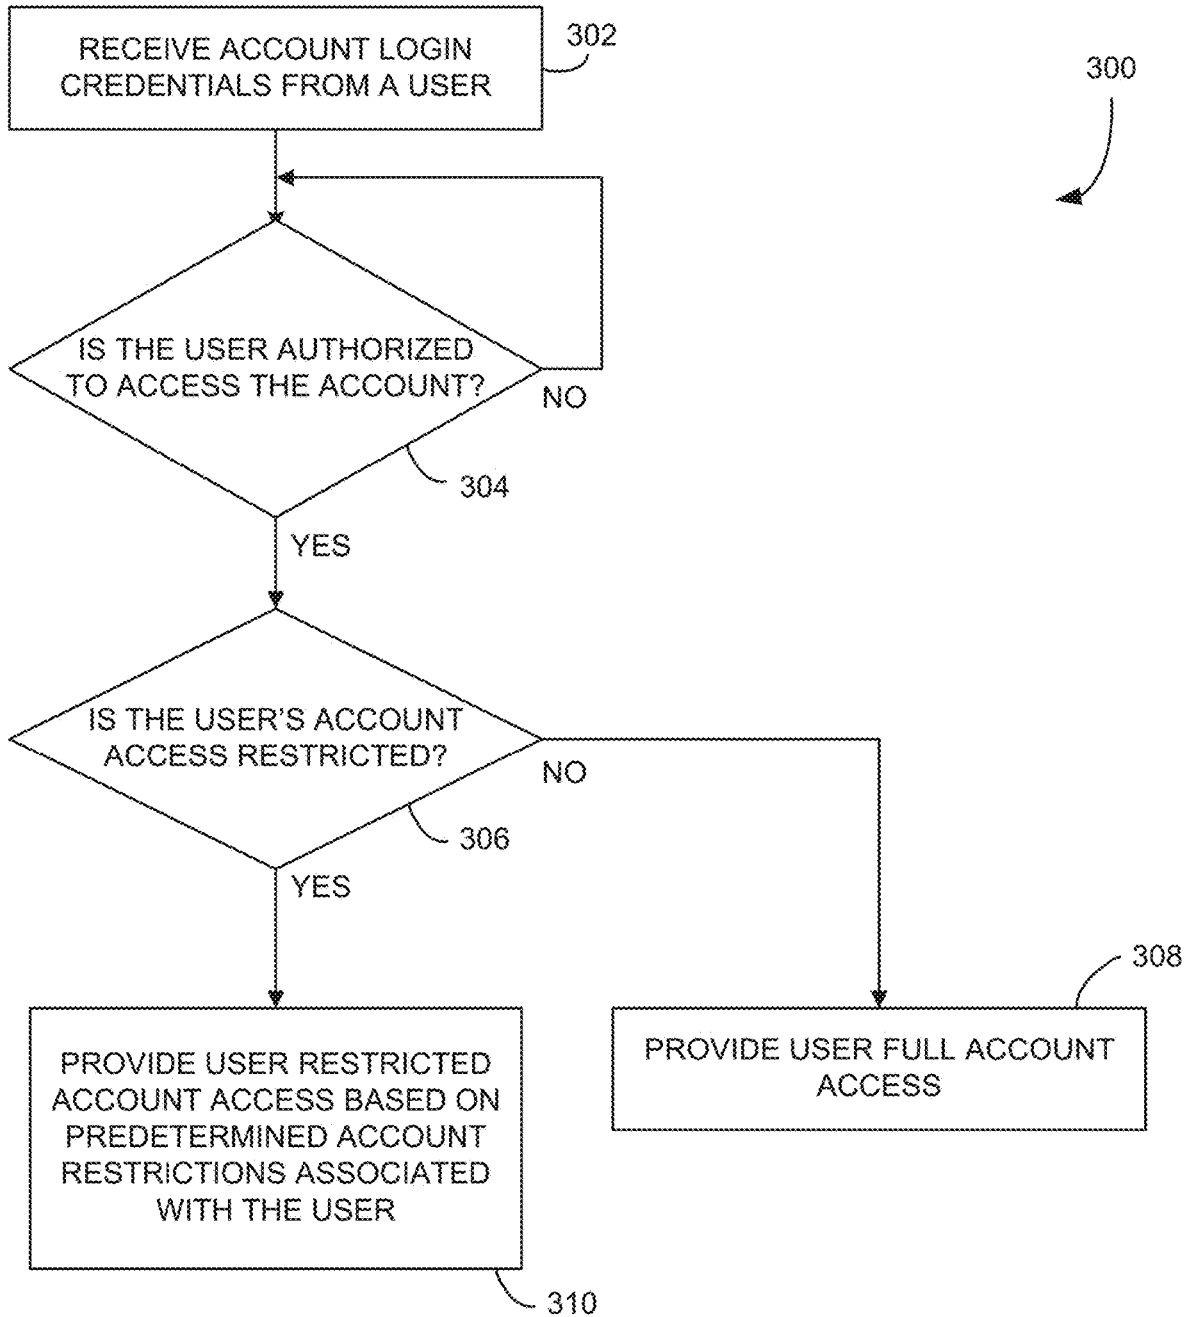 RECEIVE ACCOUNT LOGIN
CREDENTIALS FROM A USER
302
300
IS THE USER AUTHORIZED
TO ACCESS THE ACCOUNT?
NO
304
YES
IS THE USER'S ACCOUNT
ACCESS RESTRICTED?
NO
306
YES
308
PROVIDE USER RESTRICTED
ACCOUNT ACCESS BASED ON
PREDETERMINED ACCOUNT
RESTRICTIONS ASSOCIATED
WITH THE USER
PROVIDE USER FULL ACCOUNT
ACCESS
310